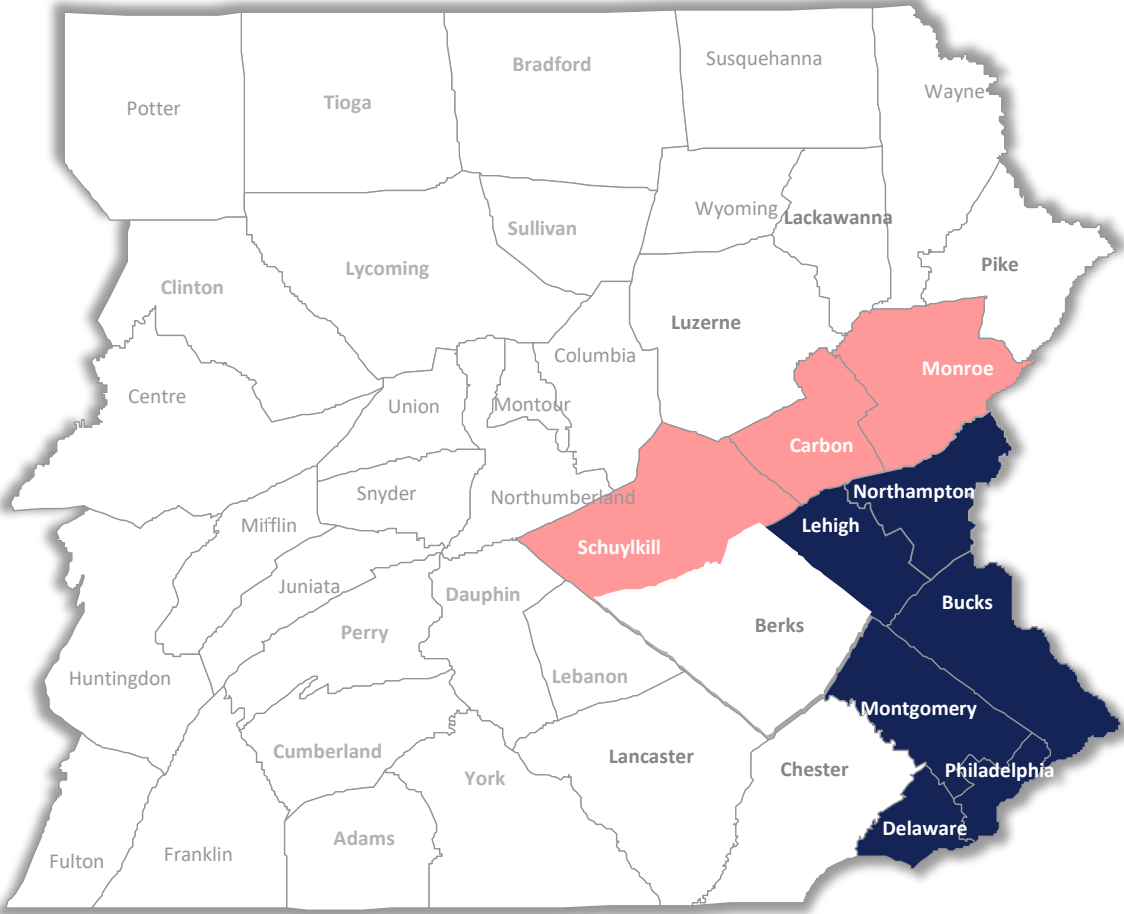 Bradford
Susquehanna
Wayne
Potter
Tioga
Wyoming
Lackawanna
Sullivan
Pike
Lycoming
Clinton
Luzerne
Columbia
Monroe
Centre
Union
Montour
Carbon
Northampton
Snyder
Northumberland
Mifflin
Lehigh
Schuylkill
Juniata
Dauphin
Bucks
Perry
Berks
Huntingdon
Lebanon
Montgomery
Cumberland
Lancaster
Chester
Philadelphia
York
Delaware
Adams
Franklin
Fulton